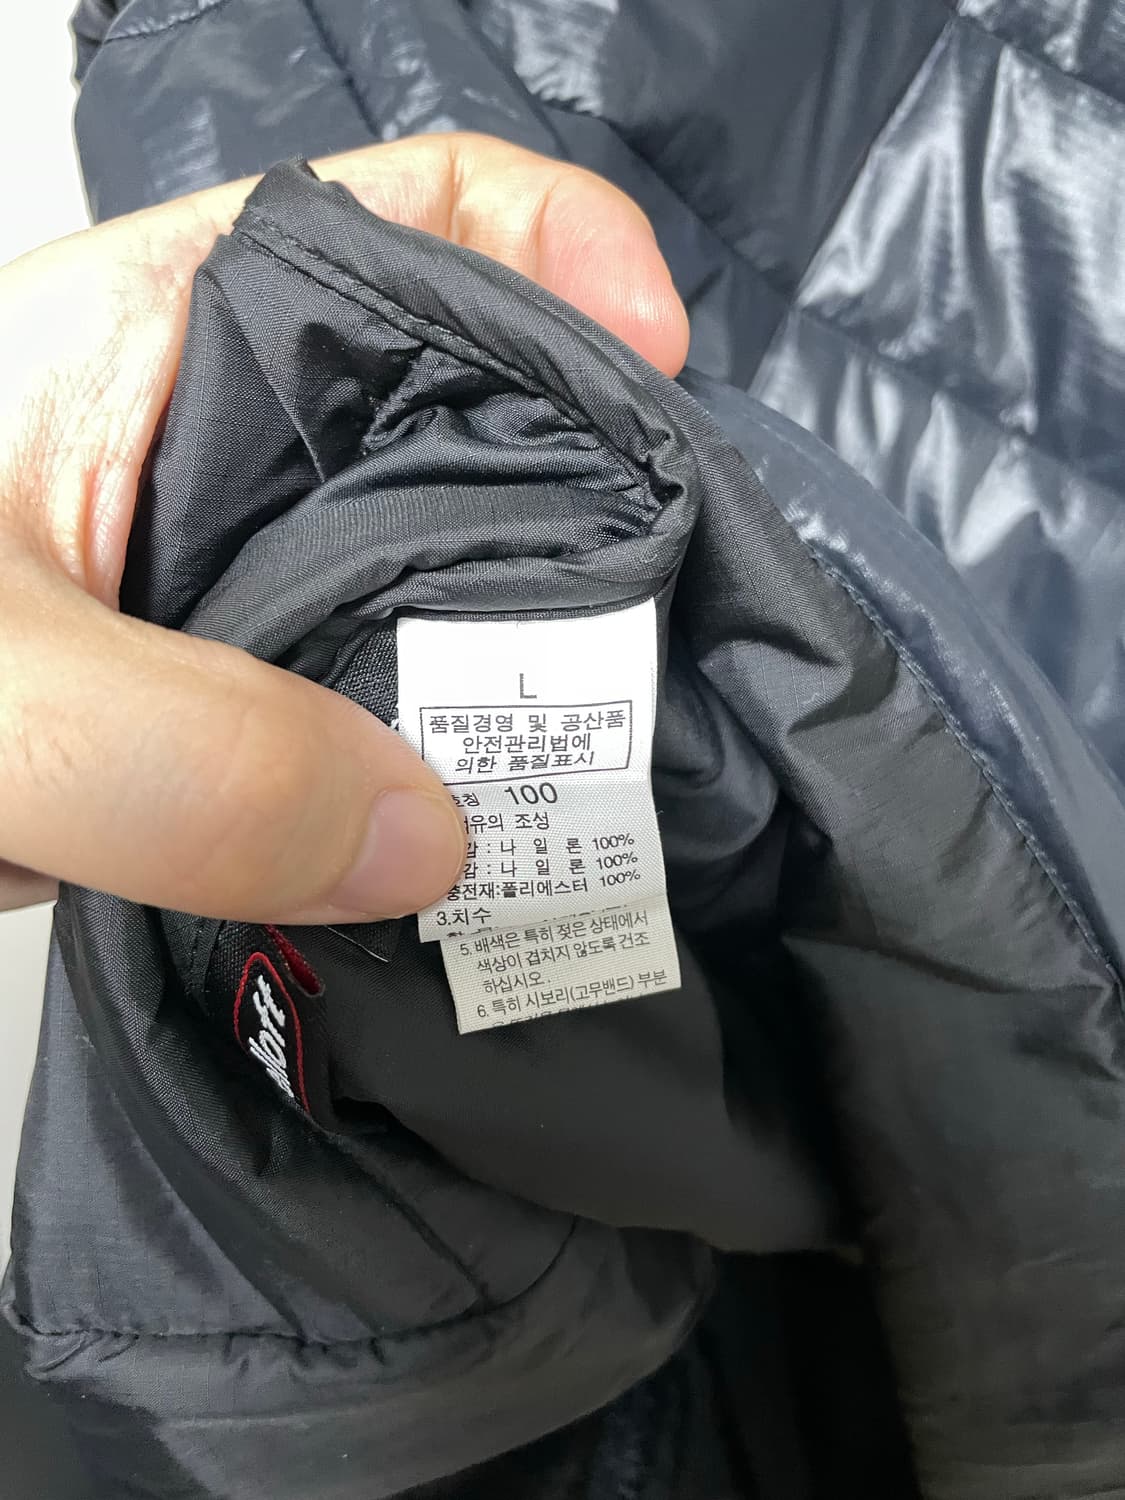 L
품질경영 및 공산품
안전관리법에
의한 품질표시
호칭 100
섬유의 조성
감 : 나 일 론 100%
감 : 나 일 론 100%
충전재:폴리에스터 100%
3.치수
5. 배색은 특히 젖은 상태에서
색상이 겹치지 않도록 건조
하십시오.
6. 특히 시보리(고무밴드) 부분